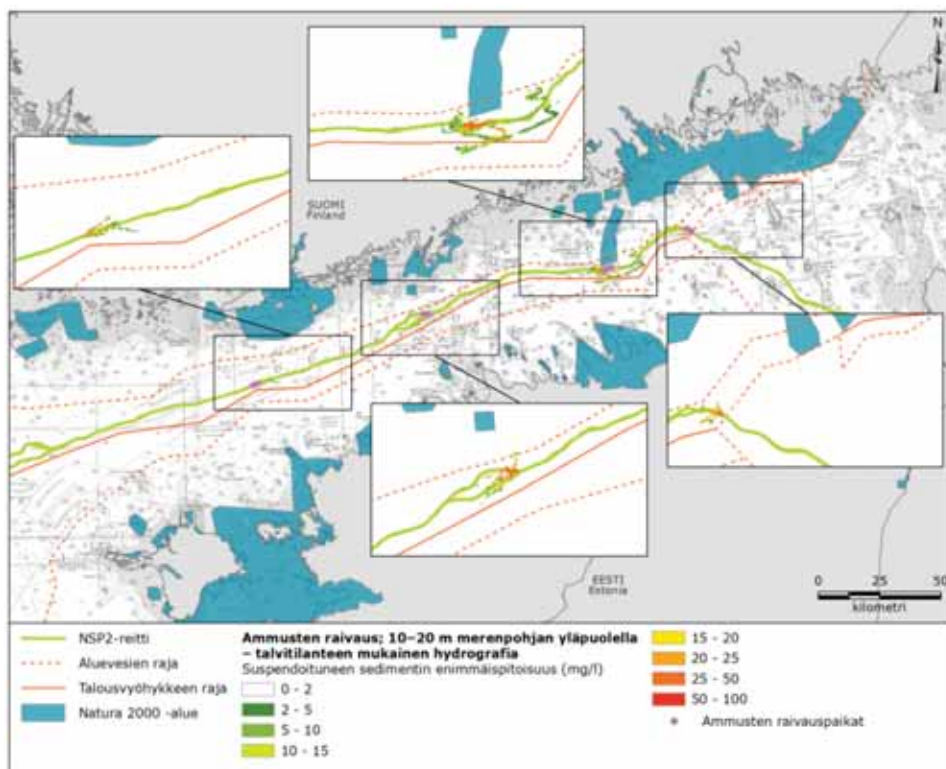 N
SUOMI
Finland
EESTI
Estonia
0 25 50
kilometri
NSP2-reitti
Aluevesien raja
Talousvyöhykkeen raja
Natura 2000 -alue
Ammusten raivaus; 10–20 m merenpohjan yläpuolella
– talvitilanteen mukainen hydrografia
Suspendoituneen sedimentin enimmäispitoisuus (mg/l)
0 - 2
2 - 5
5 - 10
10 - 15
15 - 20
20 - 25
25 - 50
50 - 100
Ammusten raivauspaikat